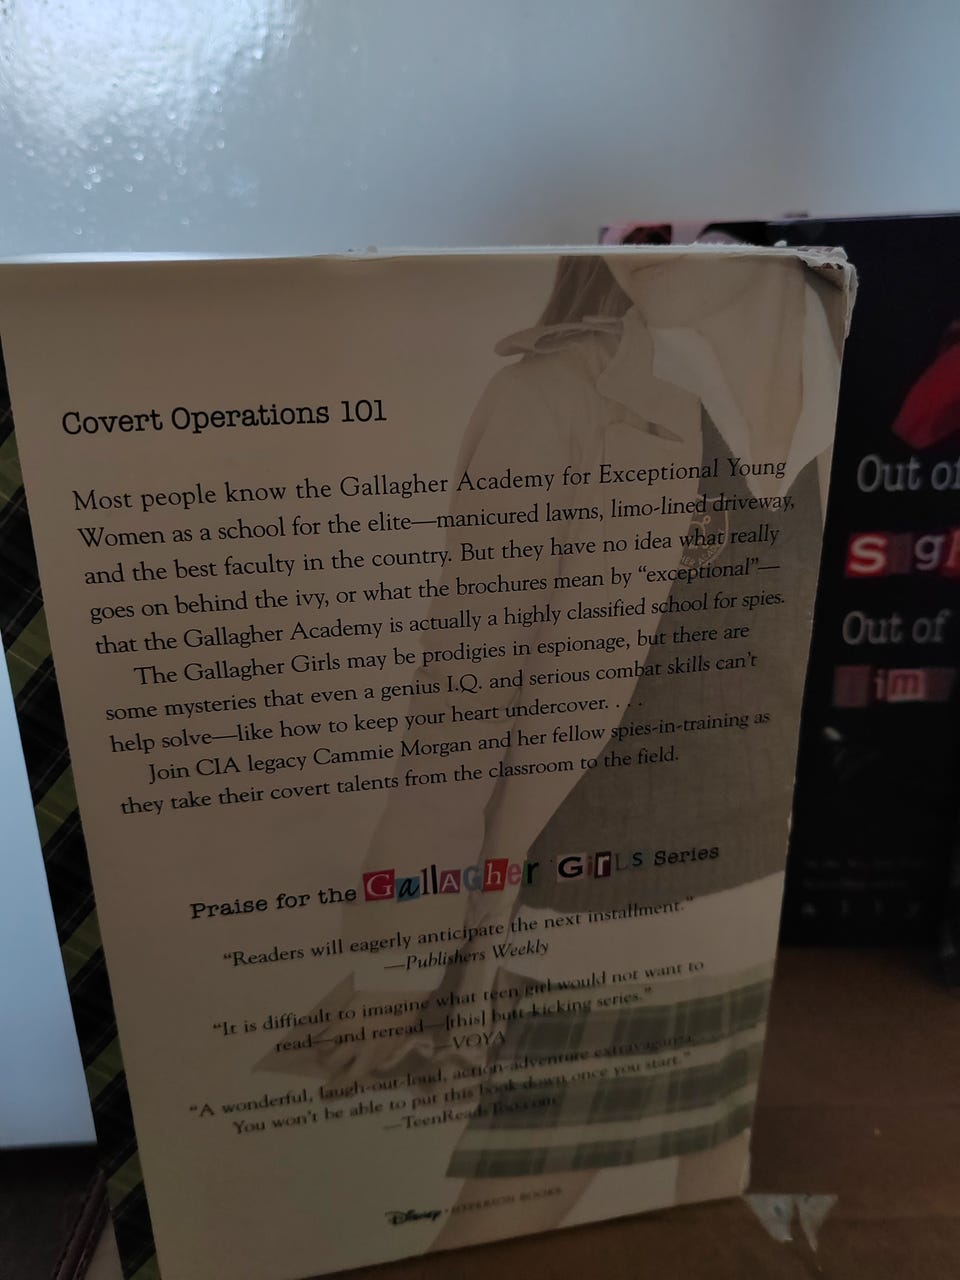 Covert Operations 101
Most people know the Gallagher Academy for Exceptional Young
Women as a school for the elite—manicured lawns, limo-lined driveway,
and the best faculty in the country. But they have no idea what really
goes on behind the ivy, or what the brochures mean by “exceptional”—
that the Gallagher Academy is actually a highly classified school for spies.
The Gallagher Girls may be prodigies in espionage, but there are
some mysteries that even a genius I.Q. and serious combat skills can't
help solve—like how to keep your heart undercover. . . .
Join CIA legacy Cammie Morgan and her fellow spies-in-training as
they take their covert talents from the classroom to the field.
Praise for the GallAGher GirLS Series
“Readers will eagerly anticipate the next installment.”
—Publishers Weekly
“It is difficult to imagine what teen girl would not want to
read—and reread—[this] butt-kicking series.”
—VOYA
“A wonderful, laugh-out-loud, action-adventure extravaganza.
You won't be able to put this book down once you start.”
—TeenReadsToo.com
Disney • HYPERION BOOKS
Out of
Sig
Out of
im